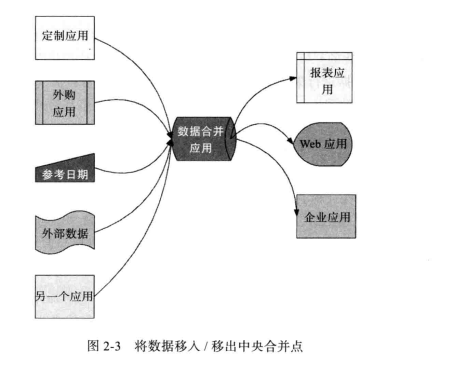 定制应用
外购
应用
参考日期
外部数据
另一个应用
数据合并
应用
报表应
用
Web 应用
企业应用
图 2-3 将数据移入 / 移出中央合并点